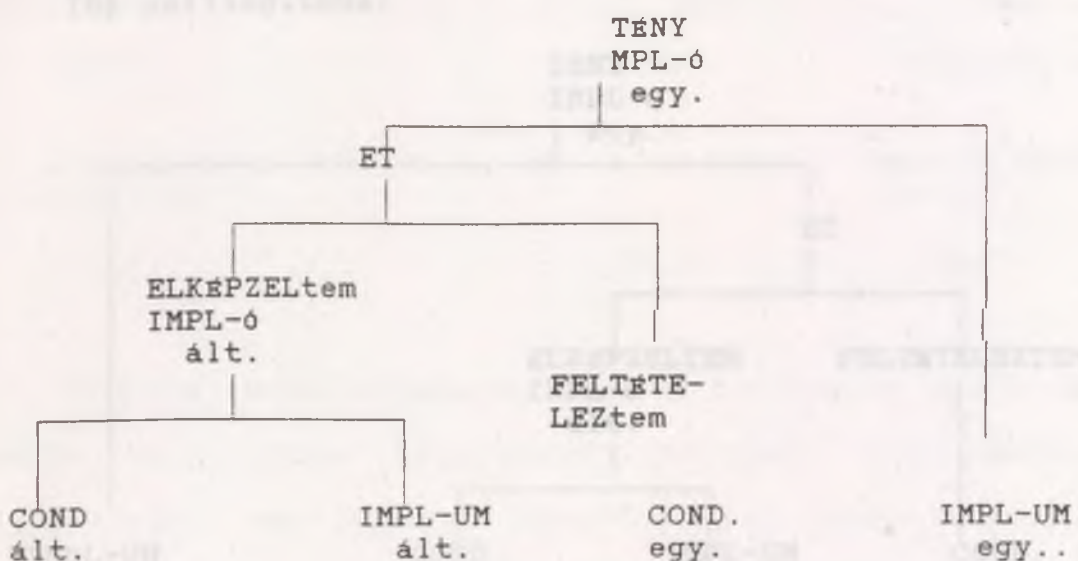 TÉNY
MPL-ó
egy.
ET
ELKÉPZELtem
IMPL-ó
ált.
FELTÉTE-
LEZtem
COND IMPL-UM COND. IMPL-UM
ált. ált. egy. egy..